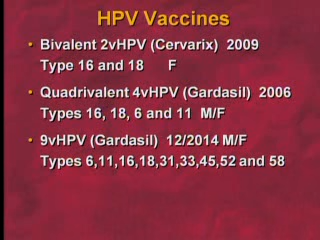 HPV Vaccines
• Bivalent 2vHPV (Cervarix) 2009
Type 16 and 18 F
• Quadrivalent 4vHPV (Gardasil) 2006
Types 16, 18, 6 and 11 M/F
• 9vHPV (Gardasil) 12/2014 M/F
Types 6,11,16,18,31,33,45,52 and 58